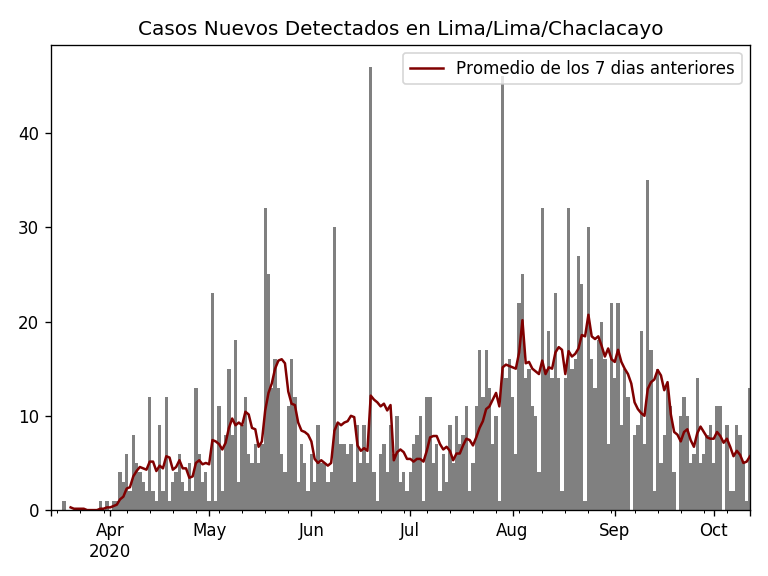 Casos Nuevos Detectados en Lima/Lima/Chaclacayo
Promedio de los 7 dias anteriores
40
30
20
10
0
Apr May Jun Jul Aug Sep Oct
2020